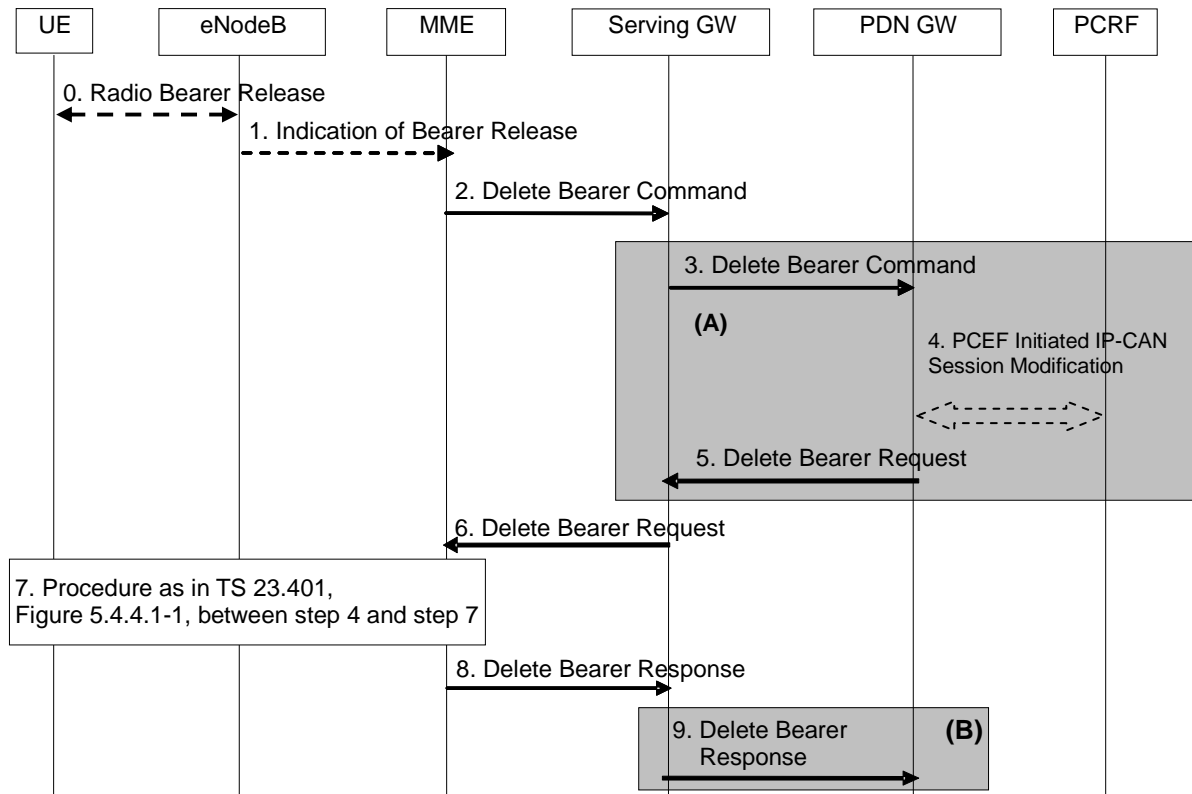 UE
eNodeB
MME
Serving GW
PDN GW
PCRF
0. Radio Bearer Release
1. Indication of Bearer Release
2. Delete Bearer Command
3. Delete Bearer Command
(A)
4. PCEF Initiated IP-CAN
Session Modification
5. Delete Bearer Request
6. Delete Bearer Request
7. Procedure as in TS 23.401,
Figure 5.4.4.1-1, between step 4 and step 7
8. Delete Bearer Response
9. Delete Bearer
Response
(B)